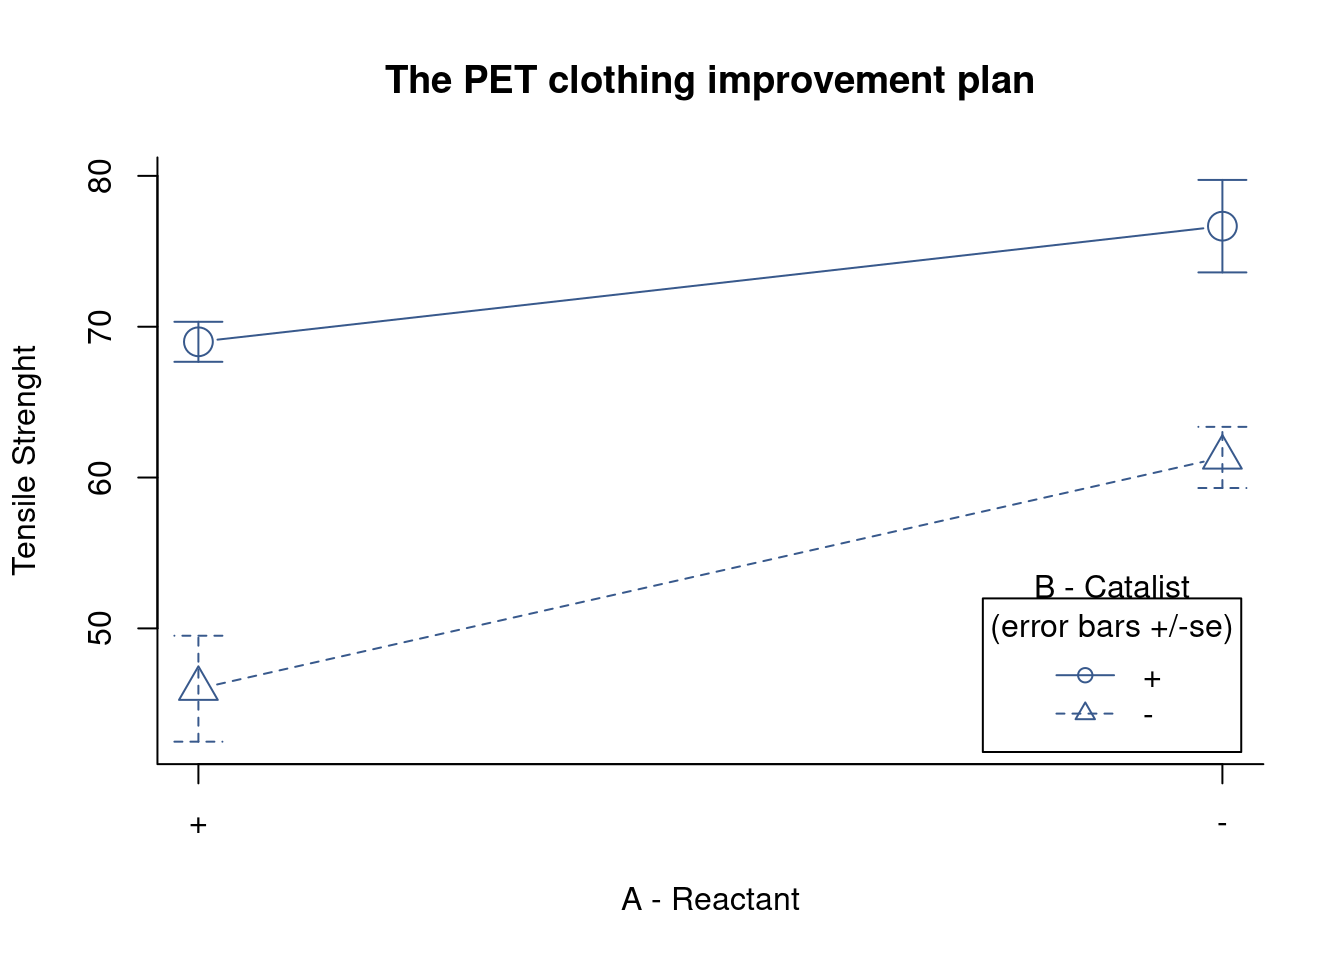 The PET clothing improvement plan
80
70
60
50
Tensile Strenght
B - Catalist
(error bars +/-se)
+
-
+
-
A - Reactant